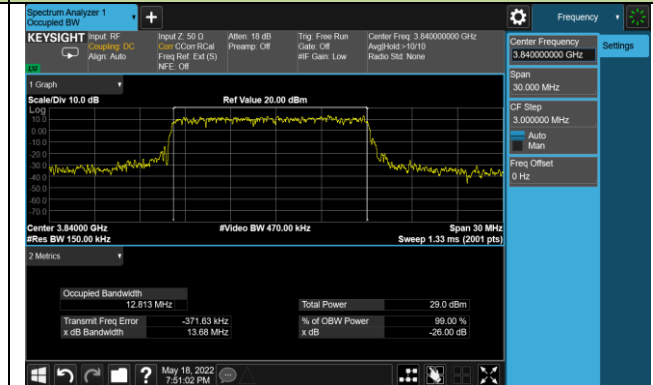 Spectrum Analyzer 1
Occupied BW
+
Frequency
KEYSIGHT
Input: RF
Coupling: DC
Align: Auto
Input Z: 50 Ω
Corr CCorr RCal
Freq Ref: Ext (S)
NFE: Off
Atten: 18 dB
Preamp: Off
Trig: Free Run
Gate: Off
#IF Gain: Low
Center Freq: 3.840000000 GHz
Avg|Hold:>10/10
Radio Std: None
Center Frequency
3.840000000 GHz
Settings
Span
30.000 MHz
CF Step
3.000000 MHz
Auto
Man
Freq Offset
0 Hz
1 Graph
Scale/Div 10.0 dB
Ref Value 20.00 dBm
Log
10.0
0.00
-10.0
-20.0
-30.0
-40.0
-50.0
-60.0
-70.0
Center 3.84000 GHz
#Video BW 470.00 kHz
Span 30 MHz
#Res BW 150.00 kHz
Sweep 1.33 ms (2001 pts)
2 Metrics
Occupied Bandwidth
12.813 MHz
Total Power 29.0 dBm
Transmit Freq Error -371.63 kHz
% of OBW Power 99.00 %
x dB Bandwidth 13.68 MHz
x dB -26.00 dB
?
May 18, 2022
7:51:02 PM